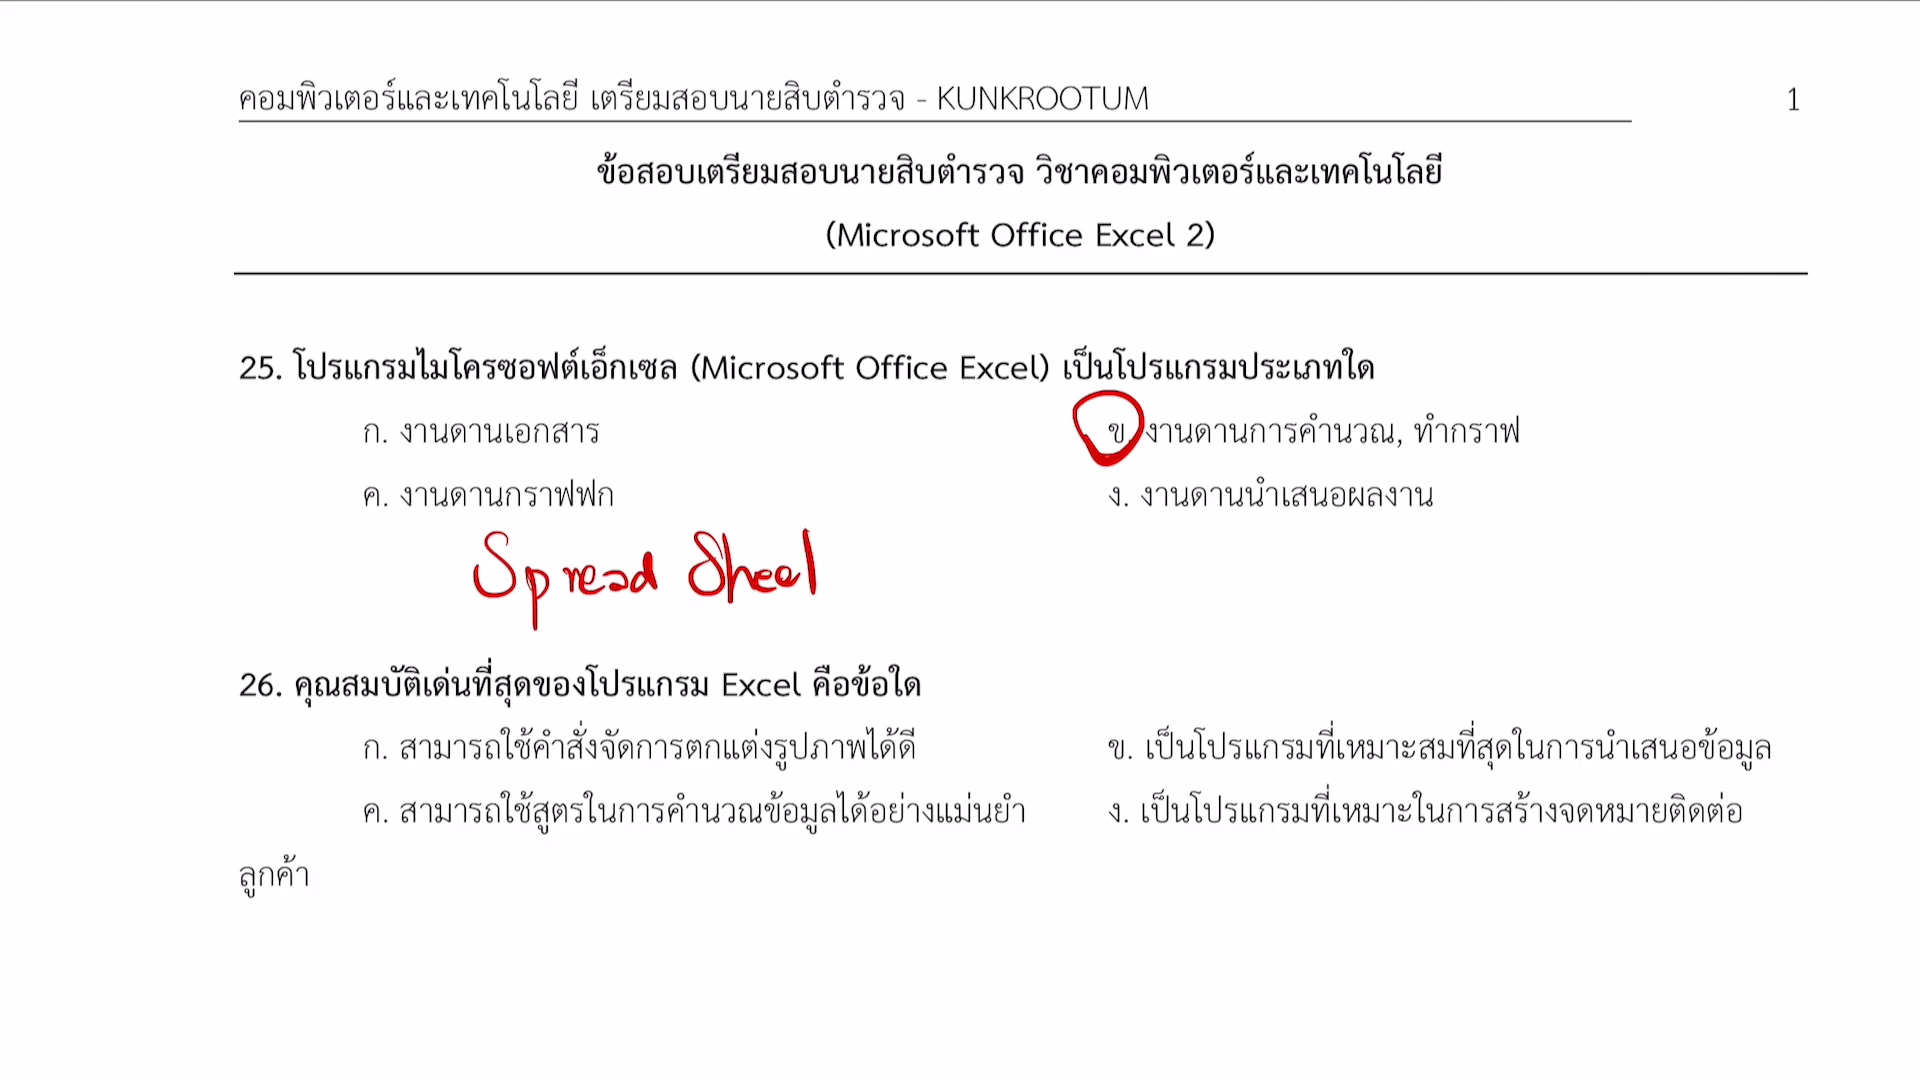 คอมพิวเตอร์และเทคโนโลยี เตรียมสอบนายสิบตำรวจ - KUNKROOTUM 1
ข้อสอบเตรียมสอบนายสิบตำรวจ วิชาคอมพิวเตอร์และเทคโนโลยี
(Microsoft Office Excel 2)
25. โปรแกรมไมโครซอฟต์เอ็กเซล (Microsoft Office Excel) เป็นโปรแกรมประเภทใด
ก. งานดานเอกสาร ข. งานดานการคำนวณ, ทำกราฟ
ค. งานดานกราฟฟก ง. งานดานนำเสนอผลงาน
Spread Sheet
26. คุณสมบัติเด่นที่สุดของโปรแกรม Excel คือข้อใด
ก. สามารถใช้คำสั่งจัดการตกแต่งรูปภาพได้ดี ข. เป็นโปรแกรมที่เหมาะสมที่สุดในการนำเสนอข้อมูล
ค. สามารถใช้สูตรในการคำนวณข้อมูลได้อย่างแม่นยำ ง. เป็นโปรแกรมที่เหมาะในการสร้างจดหมายติดต่อ
ลูกค้า